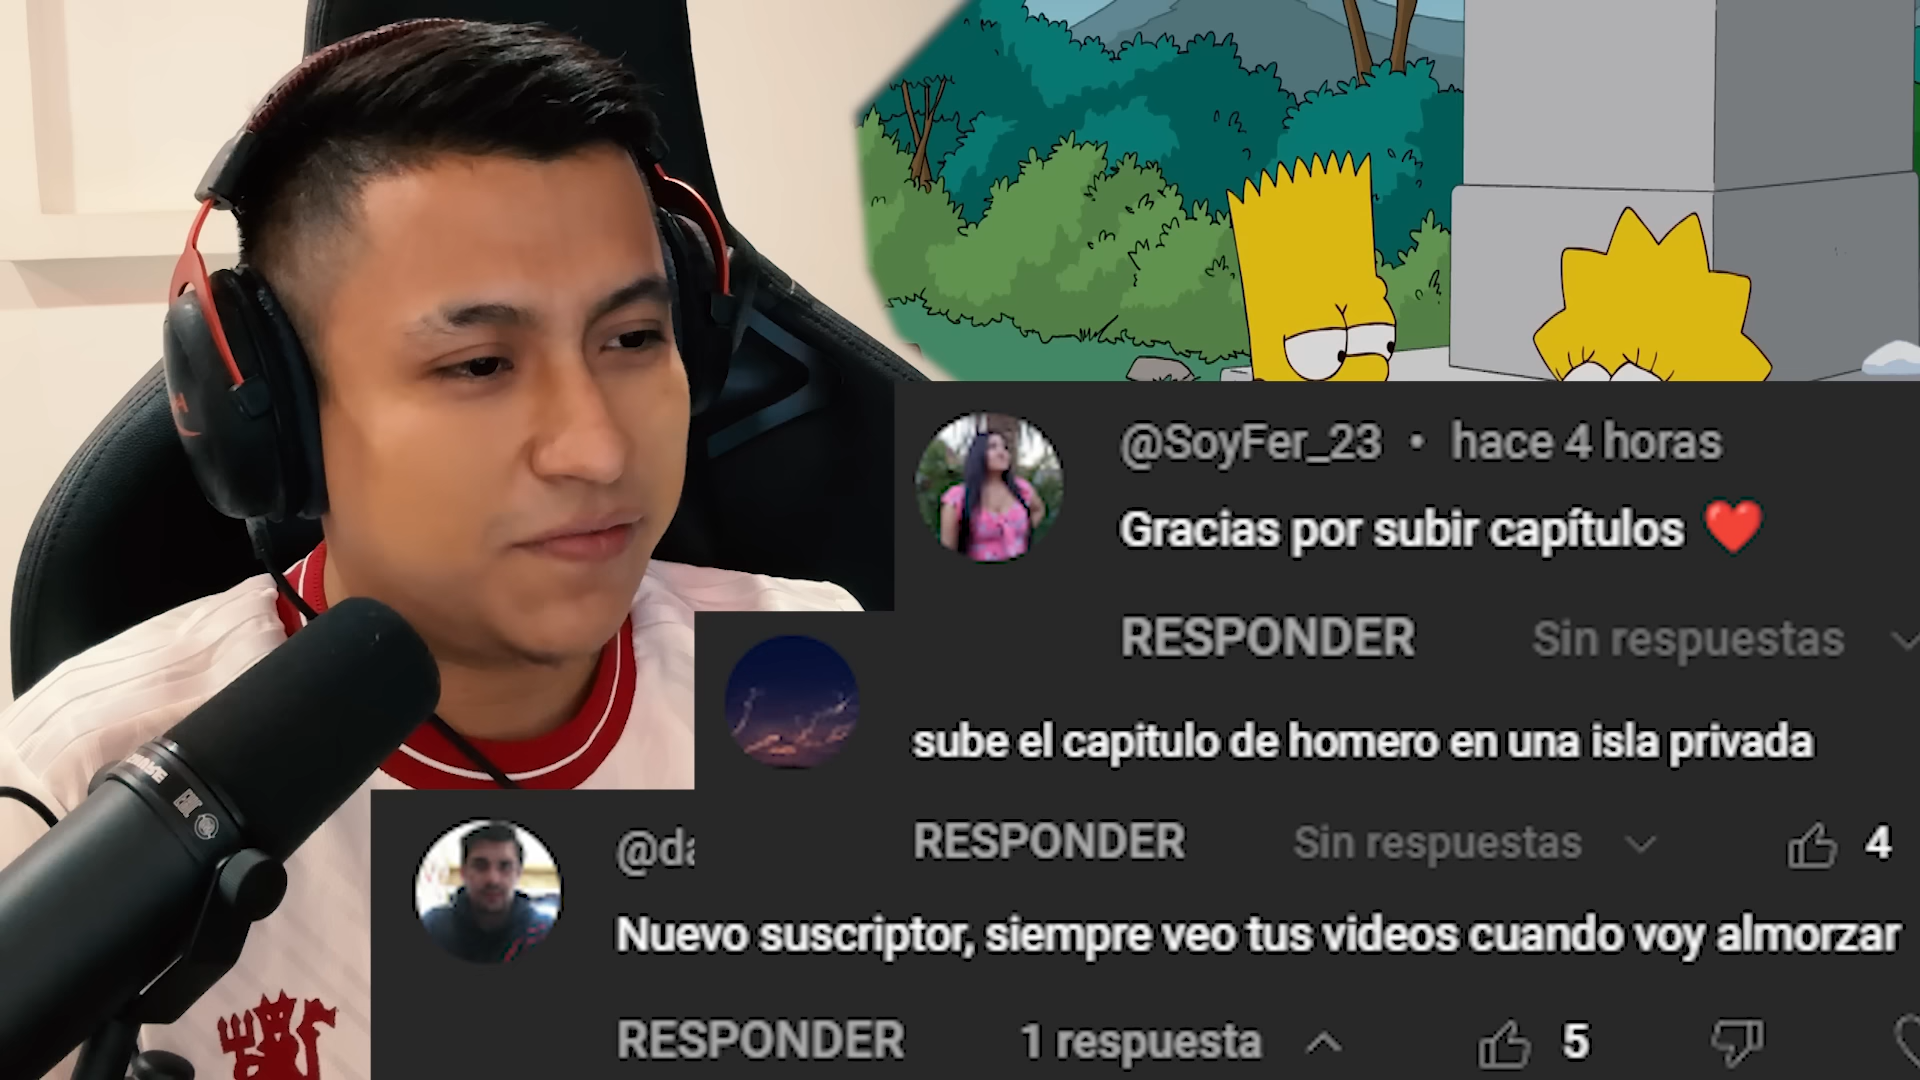 @SoyFer_23 • hace 4 horas
Gracias por subir capítulos ❤️
RESPONDER Sin respuestas
sube el capitulo de homero en una isla privada
RESPONDER Sin respuestas 4
@da
Nuevo suscriptor, siempre veo tus videos cuando voy almorzar
RESPONDER 1 respuesta 5